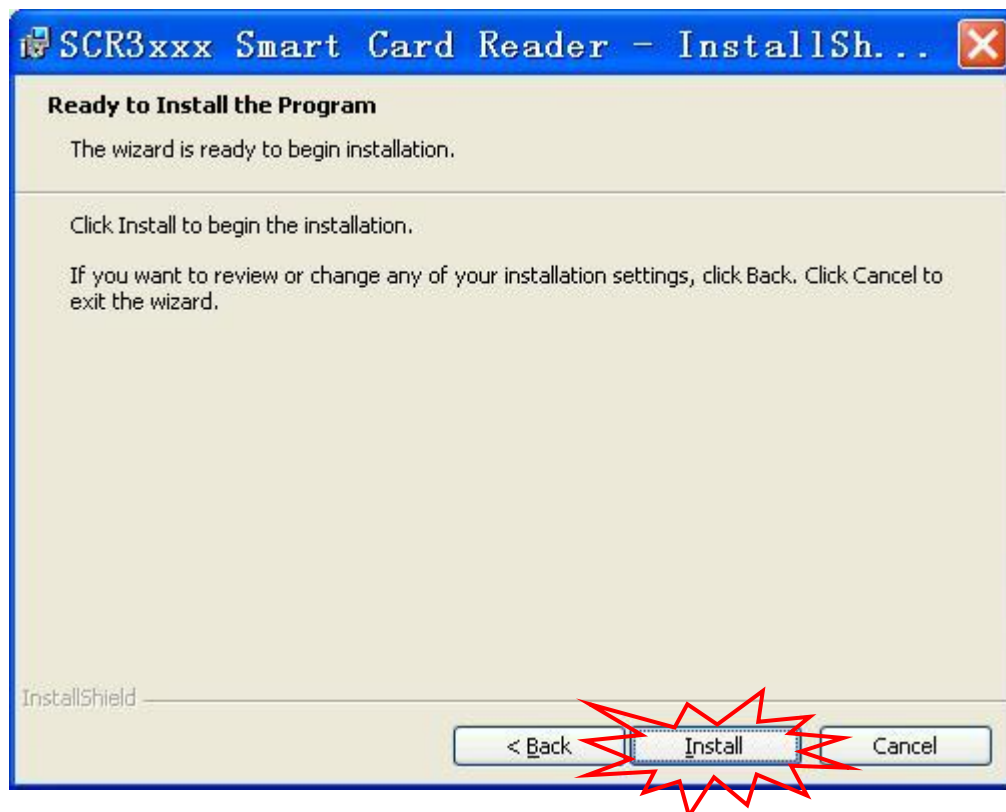 SCR3xxx Smart Card Reader - InstallSh...
Ready to Install the Program
The wizard is ready to begin installation.
Click Install to begin the installation.
If you want to review or change any of your installation settings, click Back. Click Cancel to
exit the wizard.
InstallShield
< Back Install Cancel